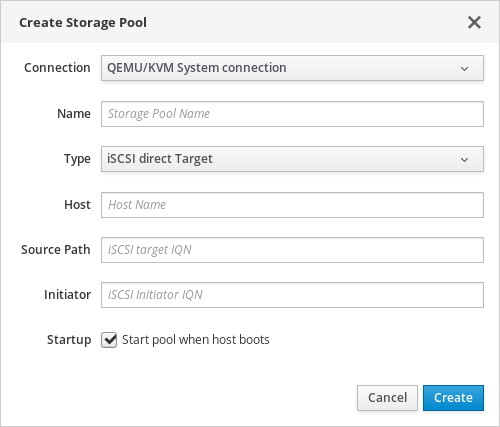 Create Storage Pool
Connection QEMU/KVM System connection
Name Storage Pool Name
Type iSCSI direct Target
Host Host Name
Source Path iSCSI target IQN
Initiator iSCSI Initiator IQN
Startup Start pool when host boots
Cancel Create